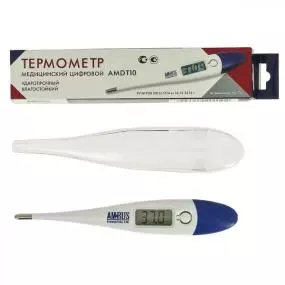 ТЕРМОМЕТР
МЕДИЦИНСКИЙ ЦИФРОВОЙ AMDT10
УДАРОПРОЧНЫЙ
ВЛАГОСТОЙКИЙ
AMRUS
37.0